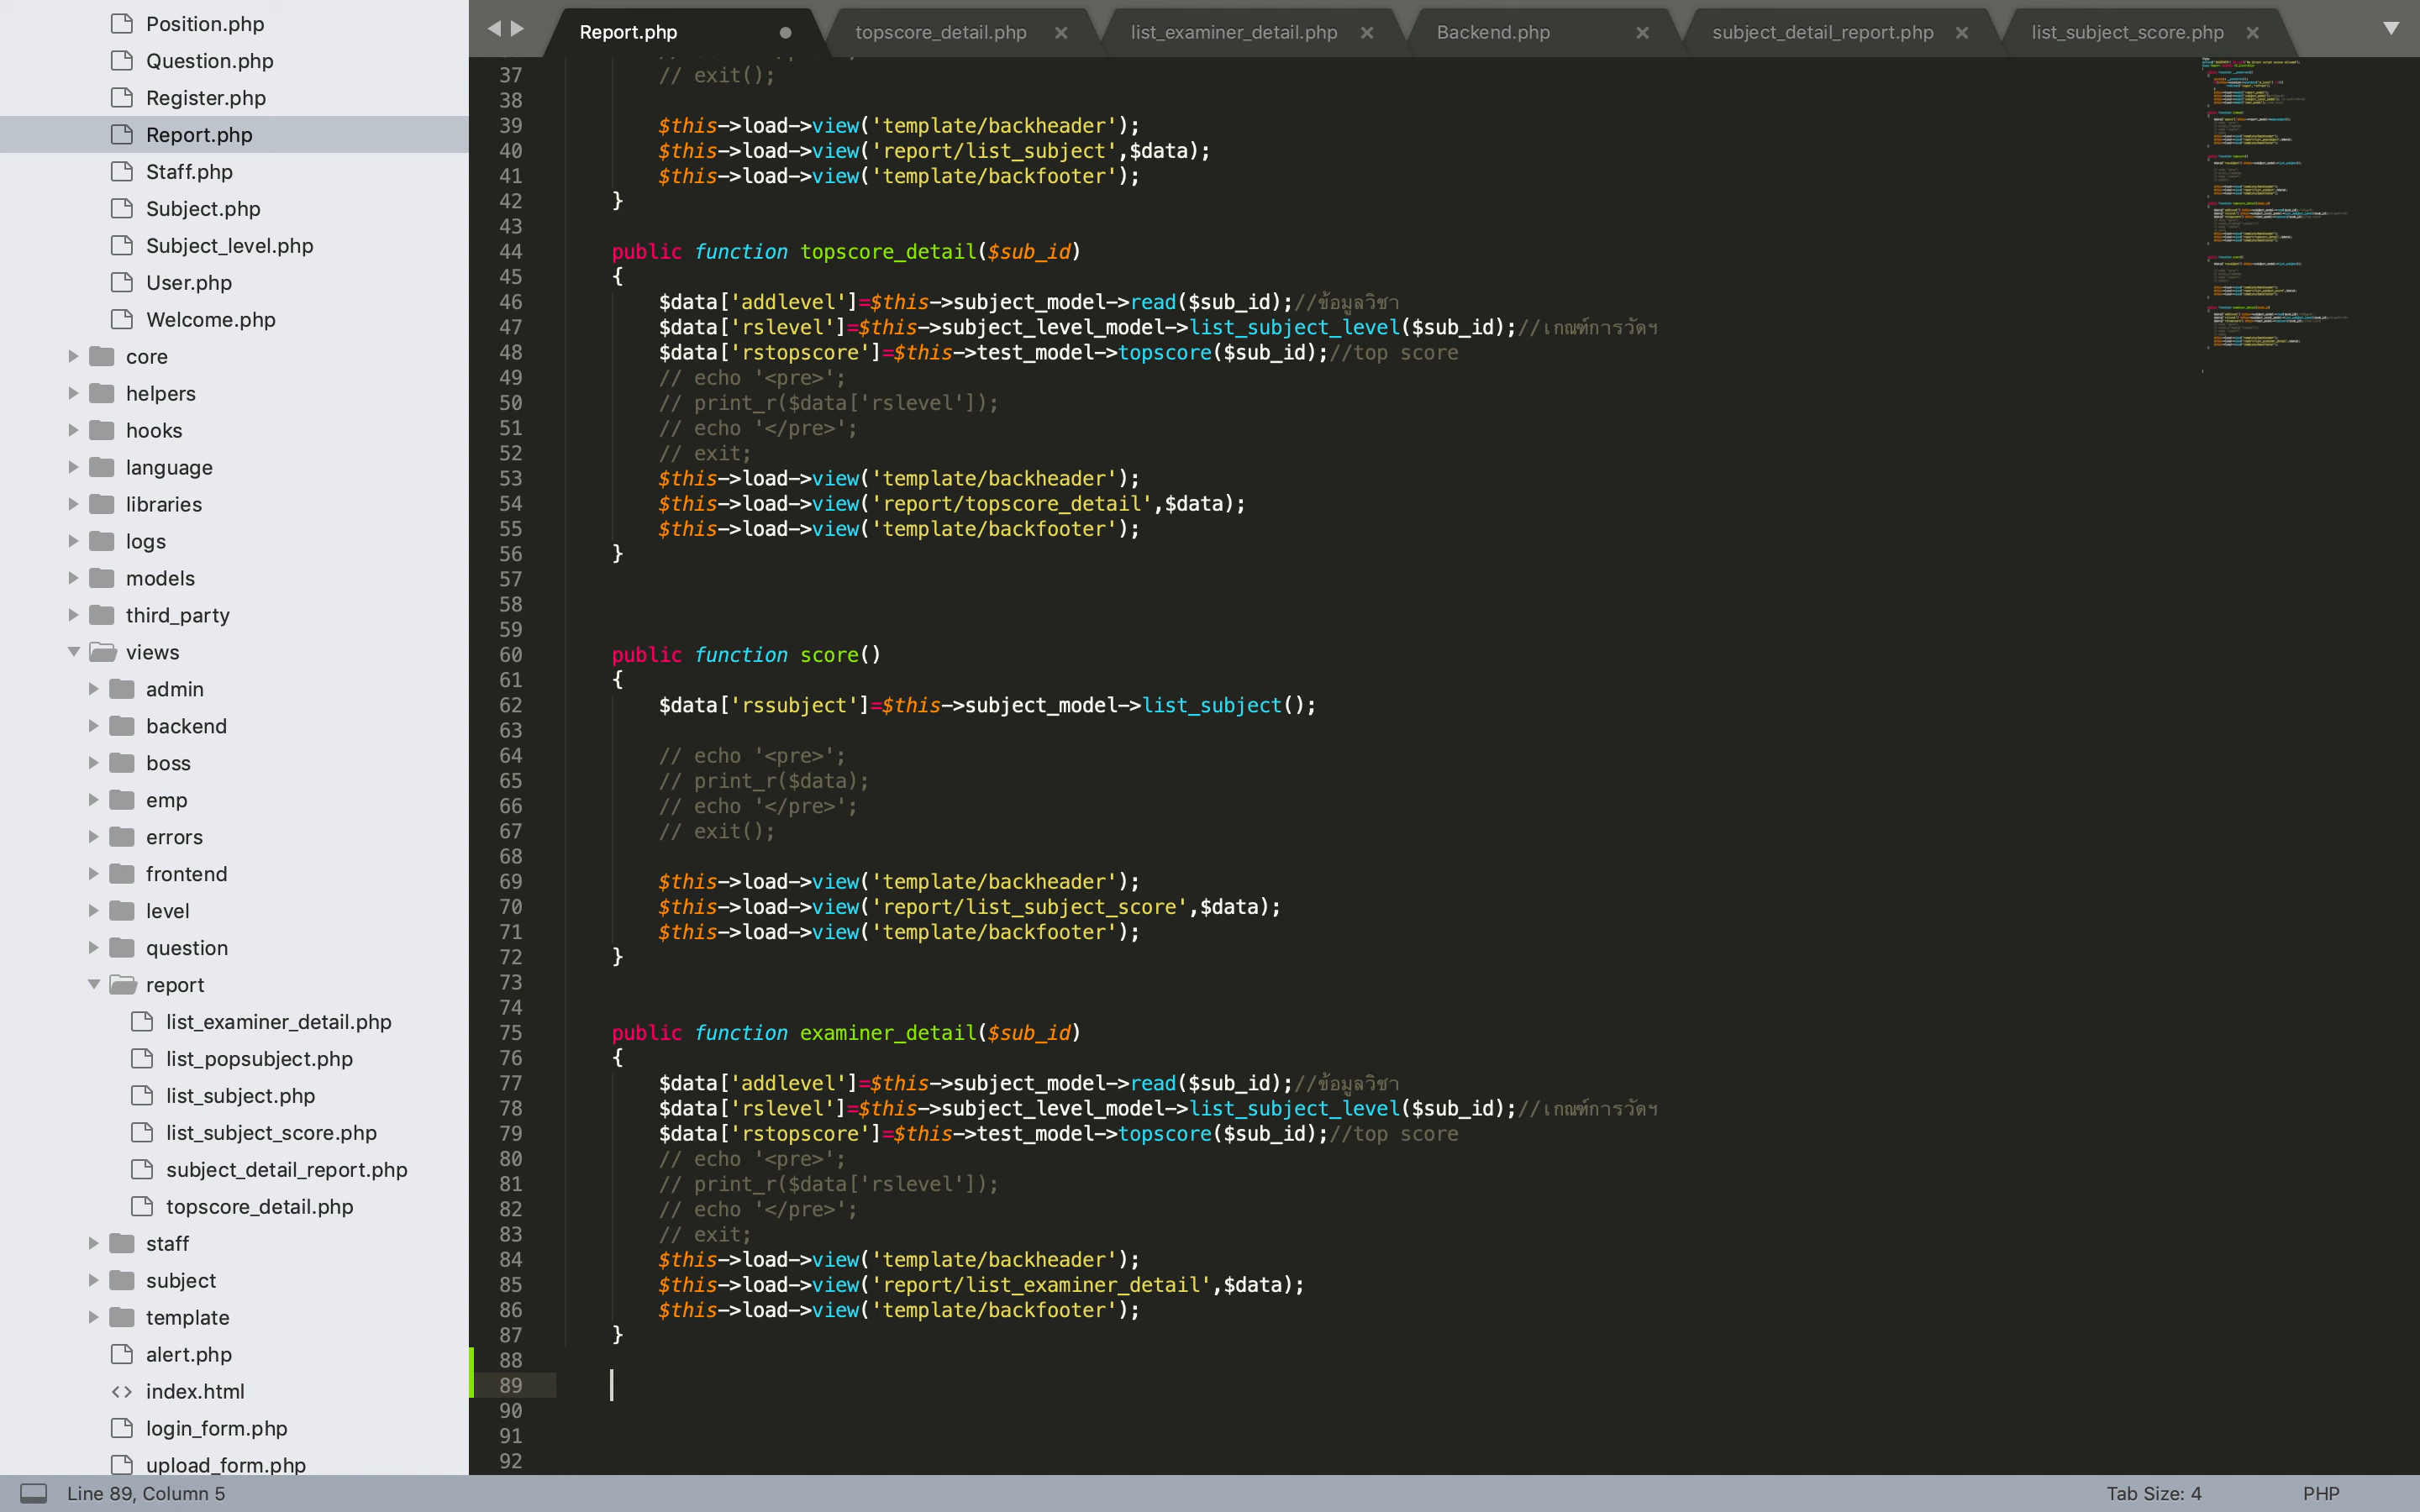 Position.php
Question.php
Register.php
Report.php
Staff.php
Subject.php
Subject_level.php
User.php
Welcome.php
core
helpers
hooks
language
libraries
logs
models
third_party
views
admin
backend
boss
emp
errors
frontend
level
question
report
list_examiner_detail.php
list_popsubject.php
list_subject.php
list_subject_score.php
subject_detail_report.php
topscore_detail.php
staff
subject
template
alert.php
index.html
login_form.php
upload_form.php
Report.php topscore_detail.php list_examiner_detail.php Backend.php subject_detail_report.php list_subject_score.php
37 // exit();
38
39 $this->load->view('template/backheader');
40 $this->load->view('report/list_subject',$data);
41 $this->load->view('template/backfooter');
42 }
43
44 public function topscore_detail($sub_id)
45 {
46 $data['addlevel']=$this->subject_model->read($sub_id);//ข้อมูลวิชา
47 $data['rslevel']=$this->subject_level_model->list_subject_level($sub_id);//เกณฑ์การวัดฯ
48 $data['rstopscore']=$this->test_model->topscore($sub_id);//top score
49 // echo '<pre>';
50 // print_r($data['rslevel']);
51 // echo '</pre>';
52 // exit;
53 $this->load->view('template/backheader');
54 $this->load->view('report/topscore_detail',$data);
55 $this->load->view('template/backfooter');
56 }
57
58
59
60 public function score()
61 {
62 $data['rssubject']=$this->subject_model->list_subject();
63
64 // echo '<pre>';
65 // print_r($data);
66 // echo '</pre>';
67 // exit();
68
69 $this->load->view('template/backheader');
70 $this->load->view('report/list_subject_score',$data);
71 $this->load->view('template/backfooter');
72 }
73
74
75 public function examiner_detail($sub_id)
76 {
77 $data['addlevel']=$this->subject_model->read($sub_id);//ข้อมูลวิชา
78 $data['rslevel']=$this->subject_level_model->list_subject_level($sub_id);//เกณฑ์การวัดฯ
79 $data['rstopscore']=$this->test_model->topscore($sub_id);//top score
80 // echo '<pre>';
81 // print_r($data['rslevel']);
82 // echo '</pre>';
83 // exit;
84 $this->load->view('template/backheader');
85 $this->load->view('report/list_examiner_detail',$data);
86 $this->load->view('template/backfooter');
87 }
88
89
90
91
92
Line 89, Column 5 Tab Size: 4 PHP